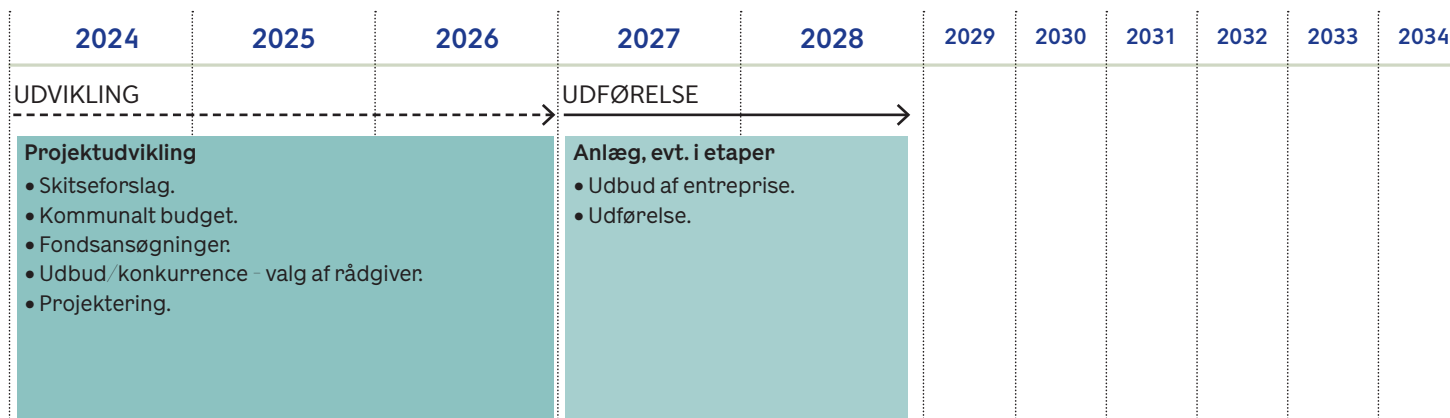 2024 2025 2026 2027 2028 2029 2030 2031 2032 2033 2034
UDVIKLING
UDFØRELSE
Projektudvikling
• Skitseforslag.
• Kommunalt budget.
• Fondsansøgninger.
• Udbud/konkurrence - valg af rådgiver.
• Projektering.
Anlæg, evt. i etaper
• Udbud af entreprise.
• Udførelse.